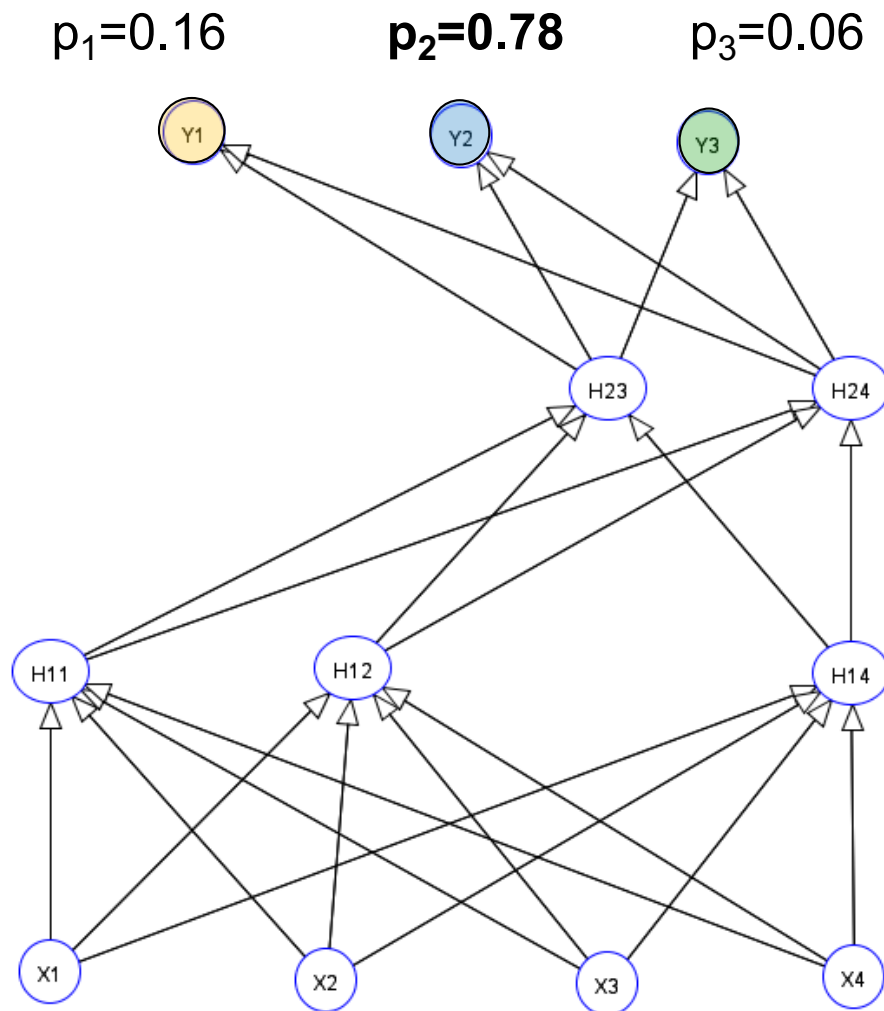 p₁=0.16 p₂=0.78 p₃=0.06
Y1 Y2 Y3
H23 H24
H11 H12 H14
X1 X2 X3 X4